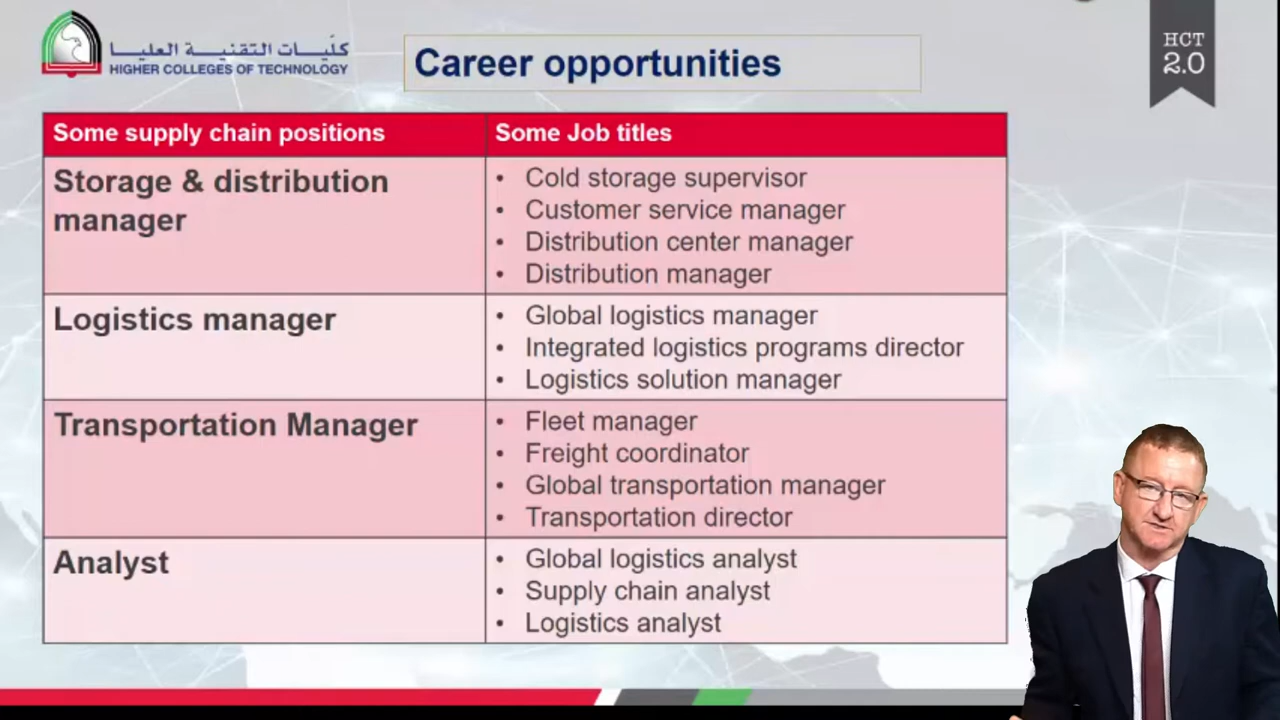 كليات التقنية العليا
HIGHER COLLEGES OF TECHNOLOGY
Career opportunities
HCT
2.0
Some supply chain positions
Some Job titles
Storage & distribution
manager
• Cold storage supervisor
• Customer service manager
• Distribution center manager
• Distribution manager
Logistics manager
• Global logistics manager
• Integrated logistics programs director
• Logistics solution manager
Transportation Manager
• Fleet manager
• Freight coordinator
• Global transportation manager
• Transportation director
Analyst
• Global logistics analyst
• Supply chain analyst
• Logistics analyst